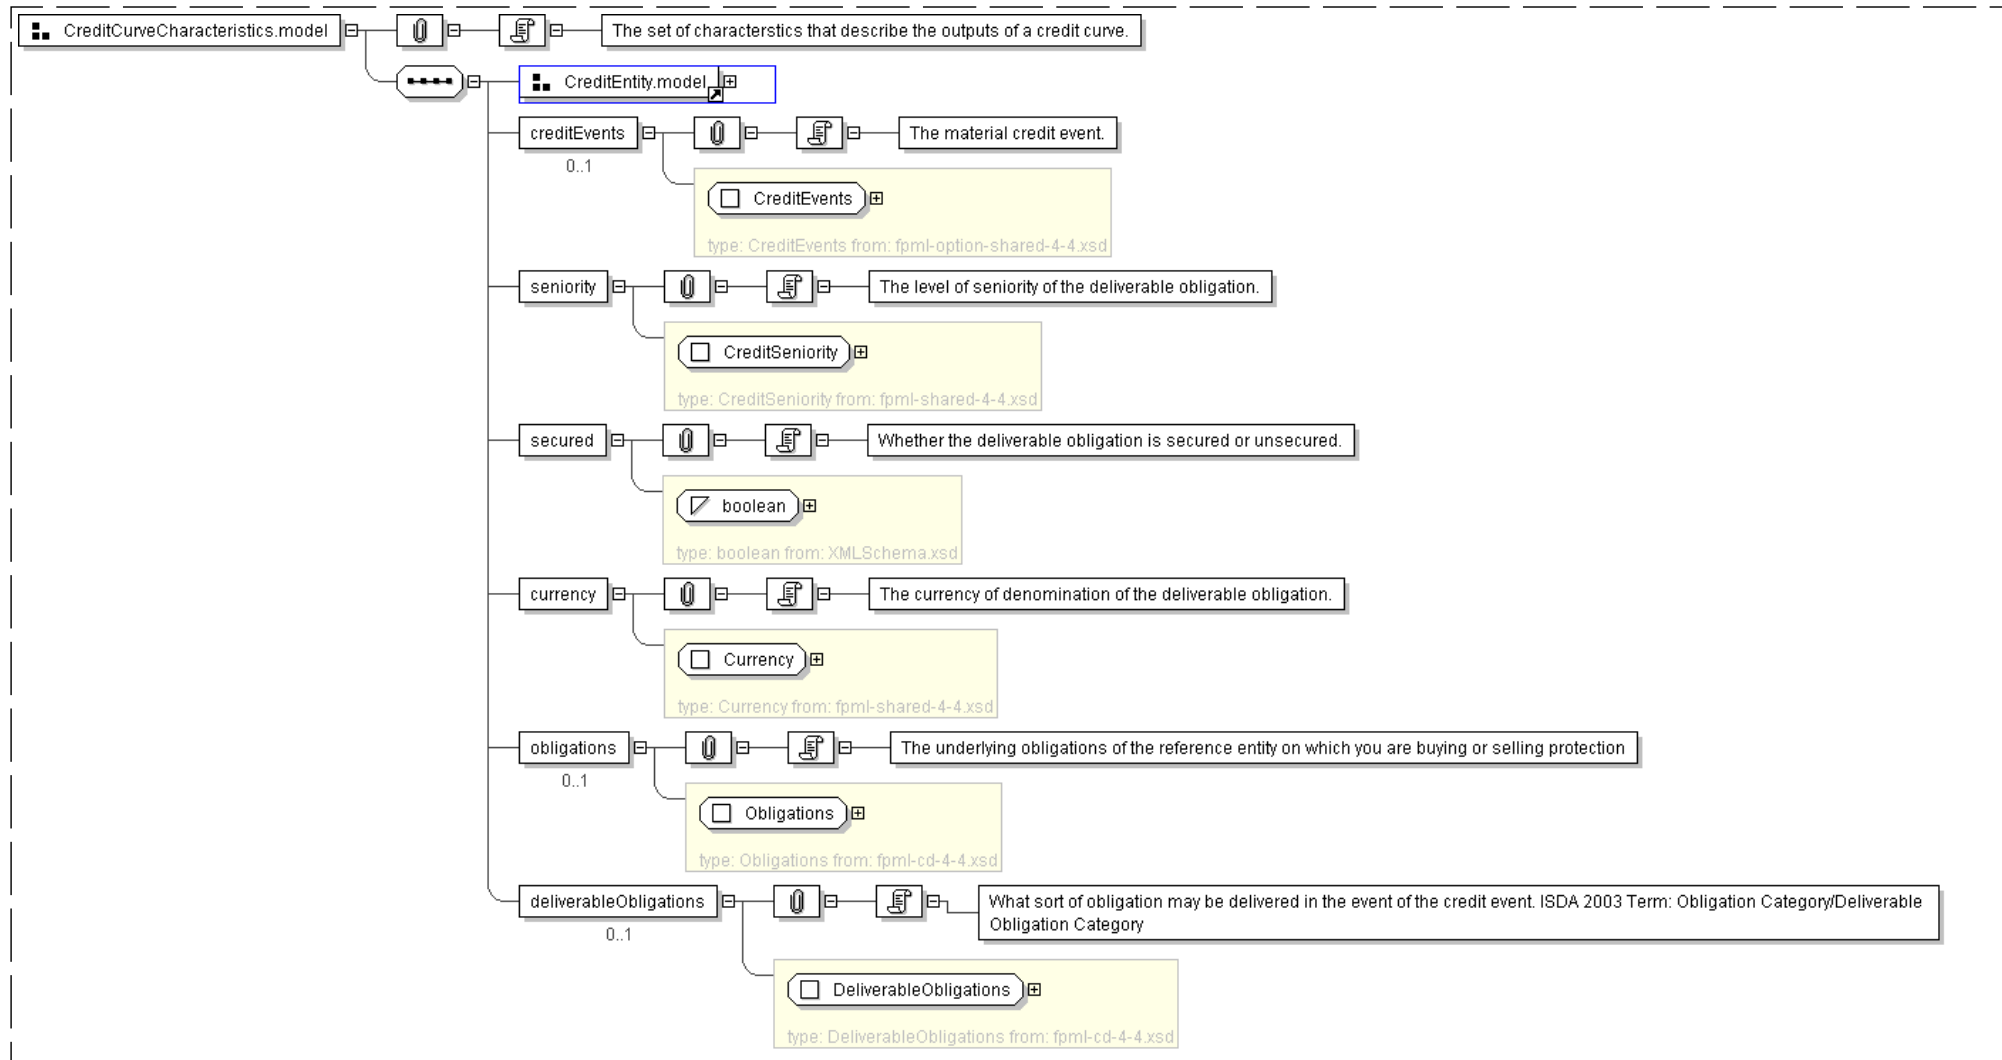 CreditCurveCharacteristics.model
The set of characterstics that describe the outputs of a credit curve.
CreditEntity.model
creditEvents
The material credit event.
0..1
CreditEvents
type: CreditEvents from: fpml-option-shared-4-4.xsd
seniority
The level of seniority of the deliverable obligation.
CreditSeniority
type: CreditSeniority from: fpml-shared-4-4.xsd
secured
Whether the deliverable obligation is secured or unsecured.
boolean
type: boolean from: XMLSchema.xsd
currency
The currency of denomination of the deliverable obligation.
Currency
type: Currency from: fpml-shared-4-4.xsd
obligations
The underlying obligations of the reference entity on which you are buying or selling protection
0..1
Obligations
type: Obligations from: fpml-cd-4-4.xsd
deliverableObligations
What sort of obligation may be delivered in the event of the credit event. ISDA 2003 Term: Obligation Category/Deliverable
Obligation Category
0..1
DeliverableObligations
type: DeliverableObligations from: fpml-cd-4-4.xsd